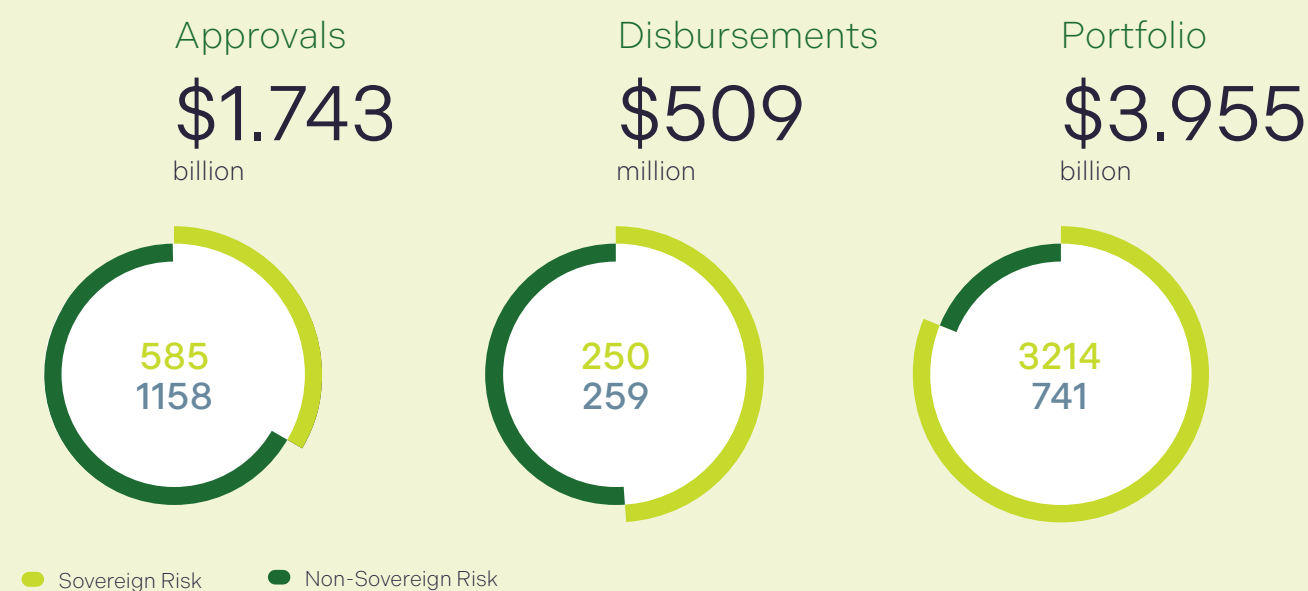 Approvals
$1.743
billion
585
1158
Disbursements
$509
million
250
259
Portfolio
$3.955
billion
3214
741
Sovereign Risk
Non-Sovereign Risk